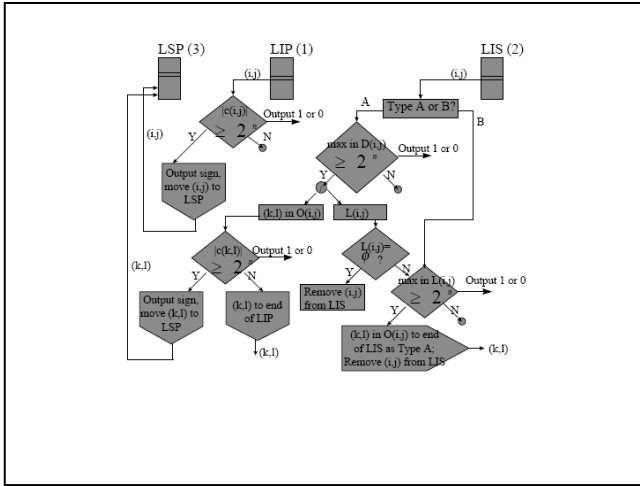 LSP (3)
LIP (1)
LIS (2)
(i,j)
(i,j)
|c(i,j)|
≥ 2 n
Output 1 or 0
Y
N
(i,j)
Output sign,
move (i,j) to
LSP
Type A or B?
A
B
max in D(i,j)
≥ 2 n
Output 1 or 0
Y
N
(k,l) in O(i,j)
L(i,j)
|c(k,l)|
≥ 2 n
Output 1 or 0
Y
N
(k,l)
Output sign,
move (k,l) to
LSP
(k,l) to end
of LIP
(k,l)
L(i,j)=
ϕ ?
Y
N
Remove (i,j)
from LIS
max in L(i,j)
≥ 2 n
Output 1 or 0
Y
N
(k,l) in O(i,j) to end
of LIS as Type A;
Remove (i,j) from LIS
(k,l)